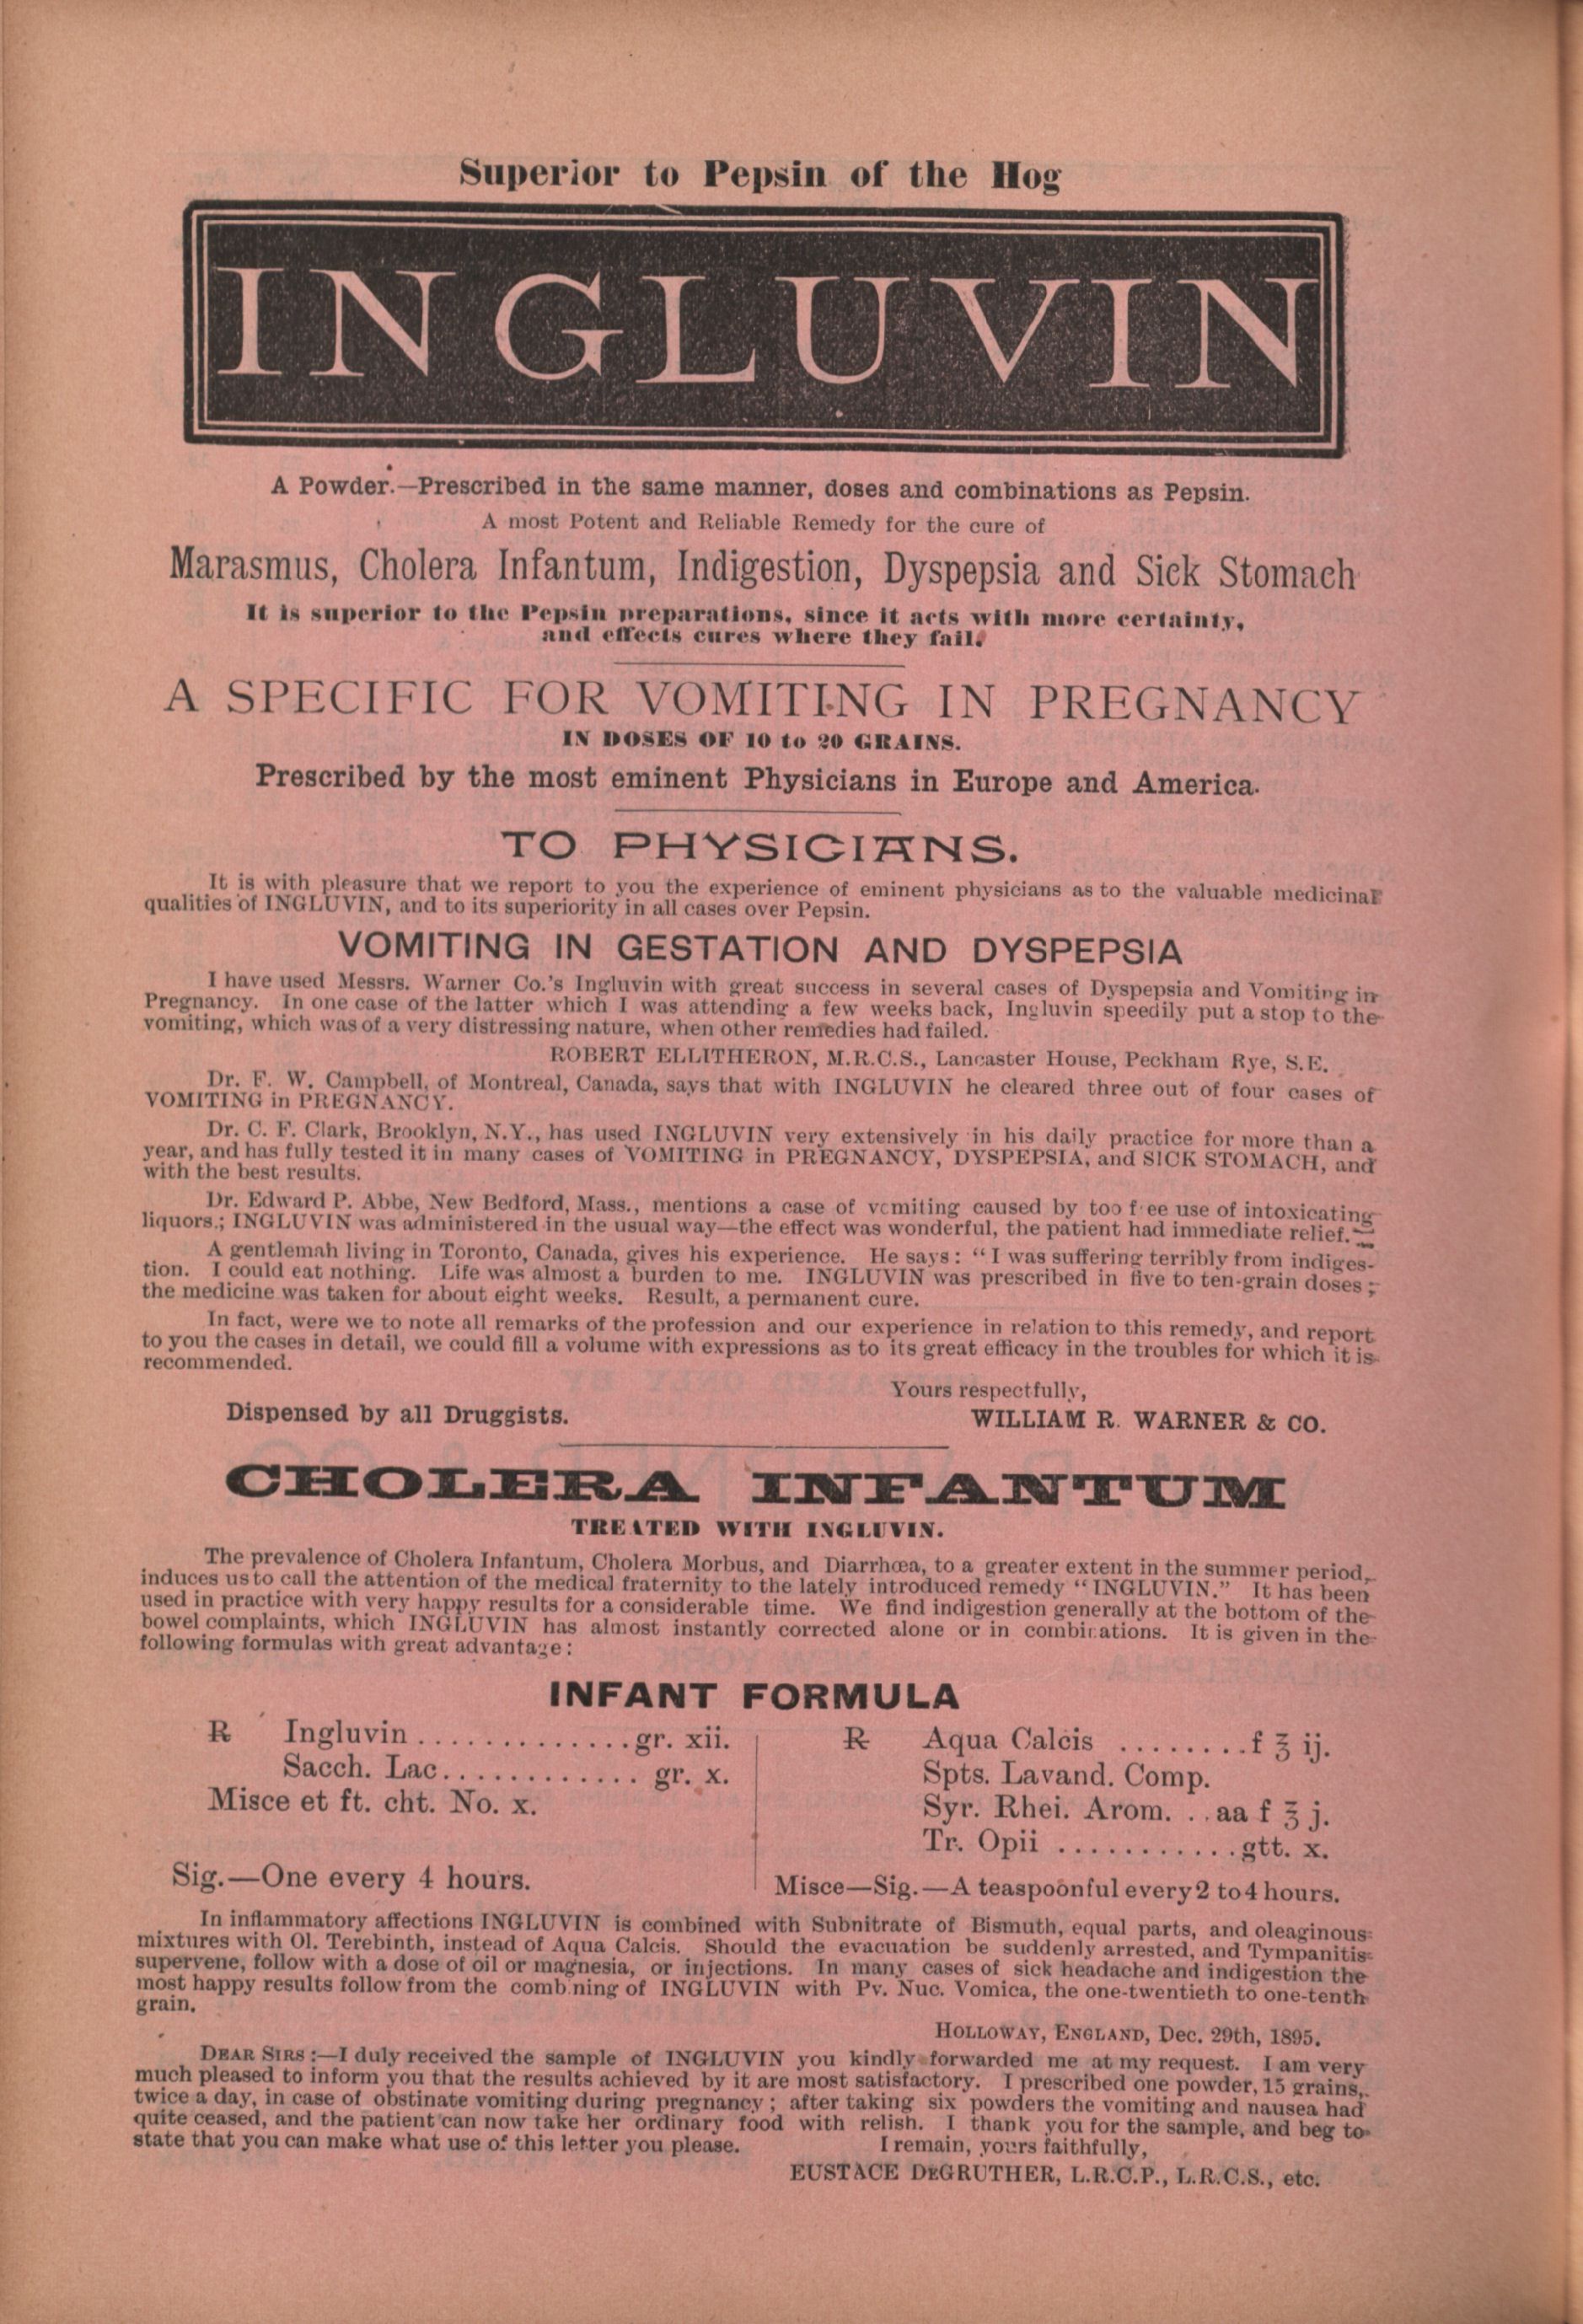 Superior to Pepsin of the Hog
INGLUVIN
A Powder.—Prescribed in the same manner, doses and combinations as Pepsin.
A most Potent and Reliable Remedy for the cure of
Marasmus, Cholera Infantum, Indigestion, Dyspepsia and Sick Stomach
It is superior to the Pepsin preparations, since it acts with more certainty,
and effects cures where they fail.
A SPECIFIC FOR VOMITING IN PREGNANCY
IN DOSES OF 10 to 20 GRAINS.
Prescribed by the most eminent Physicians in Europe and America.
TO PHYSICIANS.
It is with pleasure that we report to you the experience of eminent physicians as to the valuable medicinal
qualities of INGLUVIN, and to its superiority in all cases over Pepsin.
VOMITING IN GESTATION AND DYSPEPSIA
I have used Messrs. Warner Co.'s Ingluvin with great success in several cases of Dyspepsia and Vomiting in
Pregnancy. In one case of the latter which I was attending a few weeks back, Ingluvin speedily put a stop to the
vomiting, which was of a very distressing nature, when other remedies had failed.
ROBERT ELLITHERON, M.R.C.S., Lancaster House, Peckham Rye, S.E.
Dr. F. W. Campbell, of Montreal, Canada, says that with INGLUVIN he cleared three out of four cases of
VOMITING in PREGNANCY.
Dr. C. F. Clark, Brooklyn, N.Y., has used INGLUVIN very extensively in his daily practice for more than a
year, and has fully tested it in many cases of VOMITING in PREGNANCY, DYSPEPSIA, and SICK STOMACH, and
with the best results.
Dr. Edward P. Abbe, New Bedford, Mass., mentions a case of vomiting caused by too free use of intoxicating
liquors.; INGLUVIN was administered in the usual way—the effect was wonderful, the patient had immediate relief.
A gentleman living in Toronto, Canada, gives his experience. He says: "I was suffering terribly from indiges-
tion. I could eat nothing. Life was almost a burden to me. INGLUVIN was prescribed in five to ten-grain doses;
the medicine was taken for about eight weeks. Result, a permanent cure.
In fact, were we to note all remarks of the profession and our experience in relation to this remedy, and report
to you the cases in detail, we could fill a volume with expressions as to its great efficacy in the troubles for which it is
recommended.
Yours respectfully,
Dispensed by all Druggists. WILLIAM R. WARNER & CO.
CHOLERA INFANTUM
TREATED WITH INGLUVIN.
The prevalence of Cholera Infantum, Cholera Morbus, and Diarrhœa, to a greater extent in the summer period,
induces us to call the attention of the medical fraternity to the lately introduced remedy "INGLUVIN." It has been
used in practice with very happy results for a considerable time. We find indigestion generally at the bottom of the
bowel complaints, which INGLUVIN has almost instantly corrected alone or in combinations. It is given in the
following formulas with great advantage:
INFANT FORMULA
℞ Ingluvin..............gr. xii.
Sacch. Lac............. gr. x.
Misce et ft. cht. No. x.
Sig.—One every 4 hours.
℞ Aqua Calcis ........f ʒ ij.
Spts. Lavand. Comp.
Syr. Rhei. Arom. ..aa f ʒ j.
Tr. Opii ............gtt. x.
Misce—Sig.—A teaspoonful every 2 to 4 hours.
In inflammatory affections INGLUVIN is combined with Subnitrate of Bismuth, equal parts, and oleaginous
mixtures with Ol. Terebinth, instead of Aqua Calcis. Should the evacuation be suddenly arrested, and Tympanitis
supervene, follow with a dose of oil or magnesia, or injections. In many cases of sick headache and indigestion the
most happy results follow from the combining of INGLUVIN with Pv. Nuc. Vomica, the one-twentieth to one-tenth
grain.
HOLLOWAY, ENGLAND, Dec. 29th, 1895.
DEAR SIRS:—I duly received the sample of INGLUVIN you kindly forwarded me at my request. I am very
much pleased to inform you that the results achieved by it are most satisfactory. I prescribed one powder, 15 grains,
twice a day, in case of obstinate vomiting during pregnancy; after taking six powders the vomiting and nausea had
quite ceased, and the patient can now take her ordinary food with relish. I thank you for the sample, and beg to
state that you can make what use of this letter you please. I remain, yours faithfully,
EUSTACE DEGRUTHER, L.R.C.P., L.R.C.S., etc.